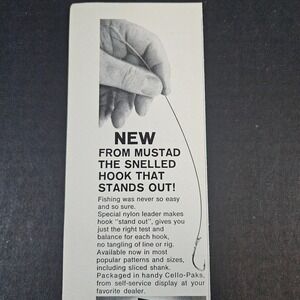 NEW
FROM MUSTAD
THE SNELLED
HOOK THAT
STANDS OUT!
Fishing was never so easy
and so sure.
Special nylon leader makes
hook "stand out", gives you
just the right test and
balance for each hook,
no tangling of line or rig.
Available now in most
popular patterns and sizes,
including sliced shank.
Packaged in handy Cello-Paks,
from self-service display at your
favorite dealer.